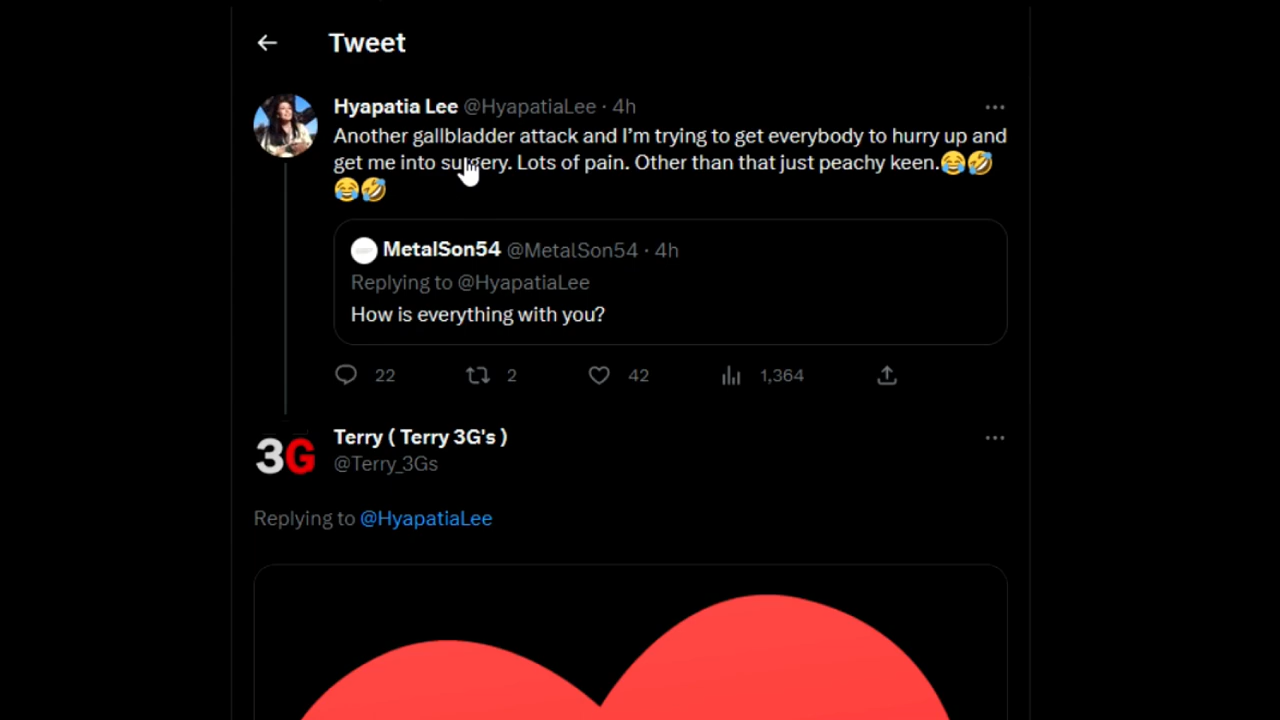 Tweet
Hyapatia Lee @HyapatiaLee · 4h
Another gallbladder attack and I'm trying to get everybody to hurry up and
get me into surgery. Lots of pain. Other than that just peachy keen.😂🤣
😂🤣
MetalSon54 @MetalSon54 · 4h
Replying to @HyapatiaLee
How is everything with you?
22 2 42 1,364
3G
Terry ( Terry 3G's )
@Terry_3Gs
Replying to @HyapatiaLee